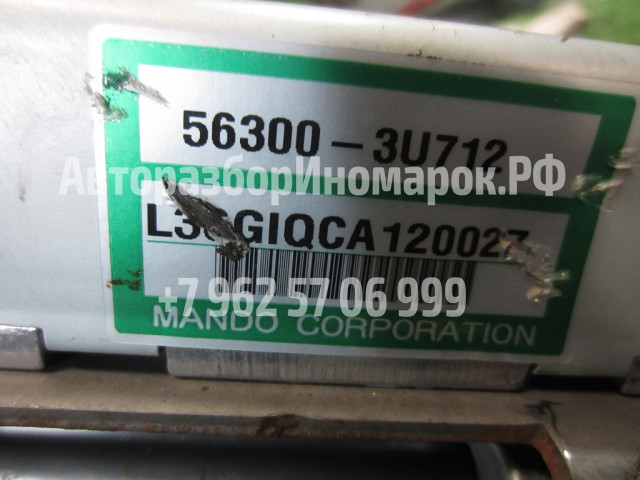 56300-3U712
АвторазборИномарок.РФ
+7 962 57 06 999
MANDO CORPORATION